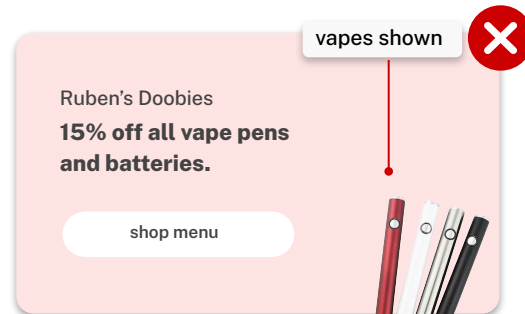 vapes shown
Ruben’s Doobies
15% off all vape pens
and batteries.
shop menu